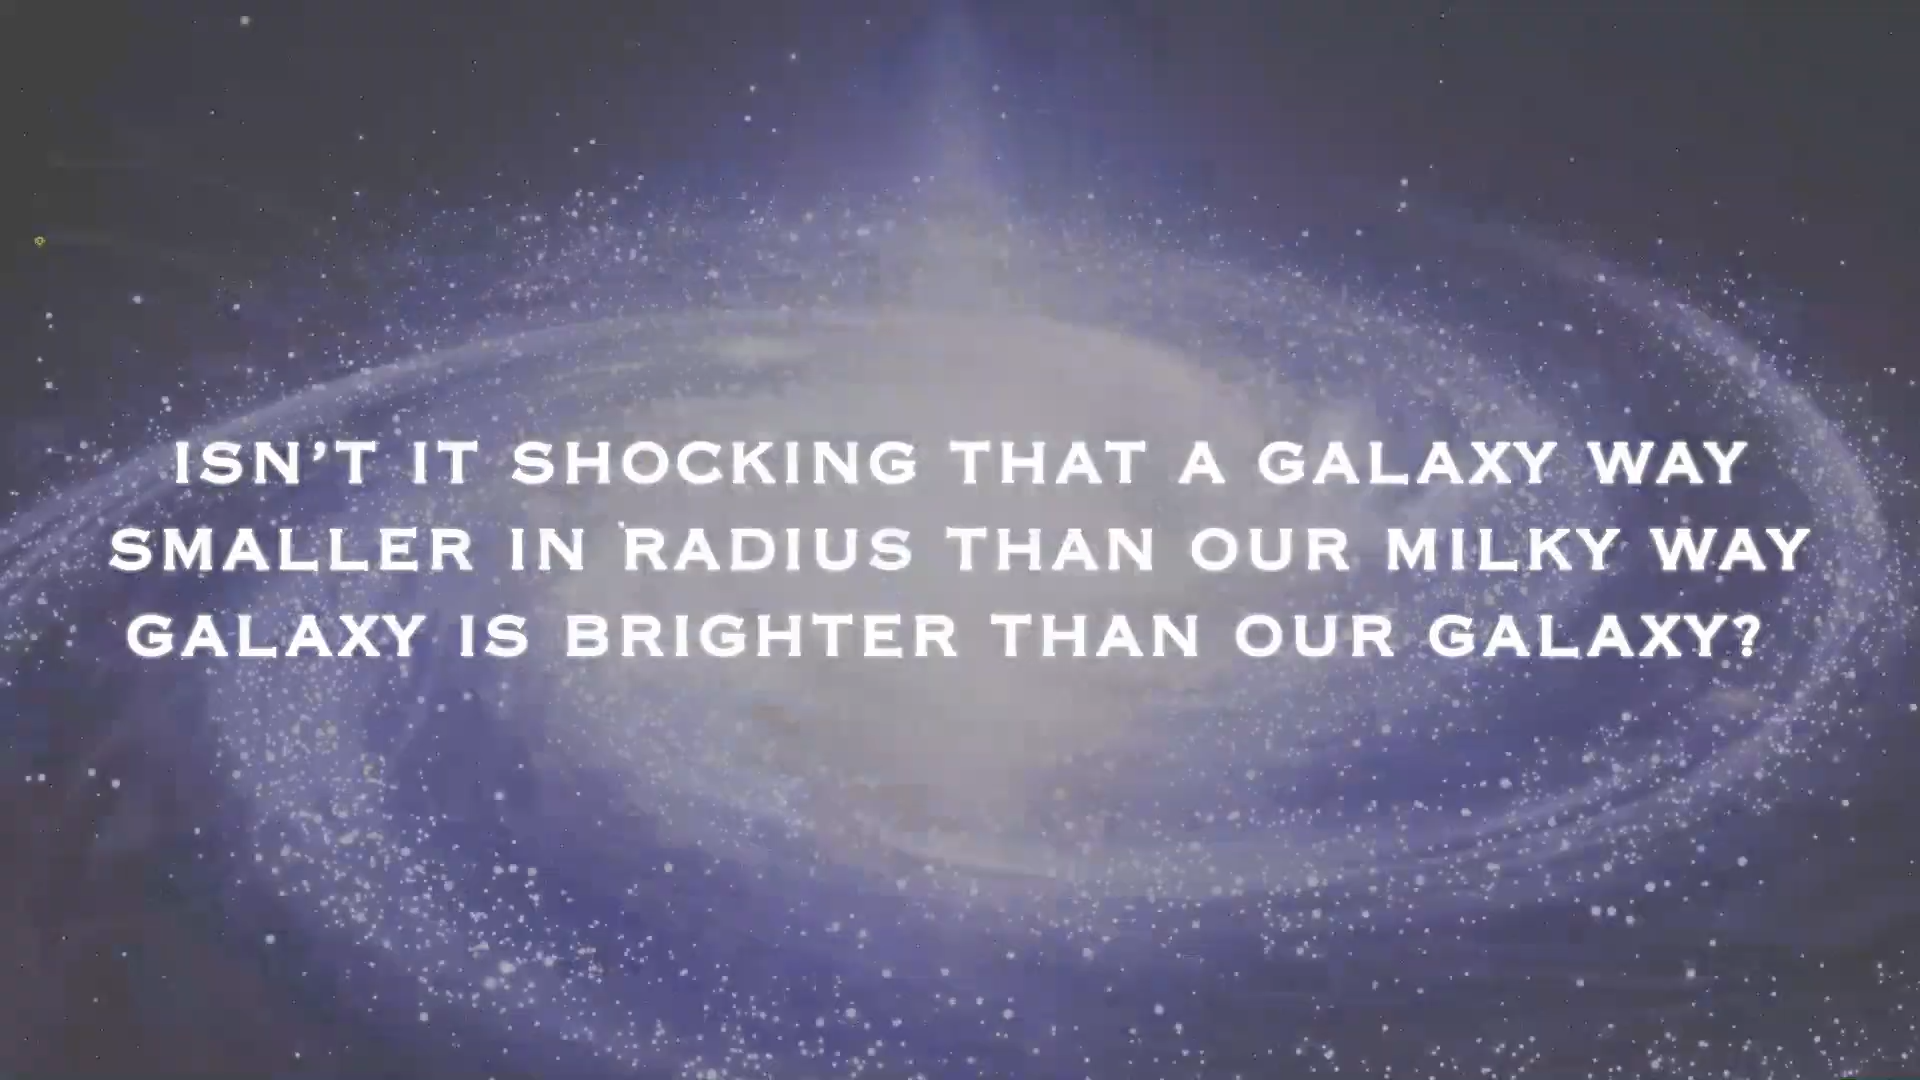 ISN’T IT SHOCKING THAT A GALAXY WAY
SMALLER IN RADIUS THAN OUR MILKY WAY
GALAXY IS BRIGHTER THAN OUR GALAXY?